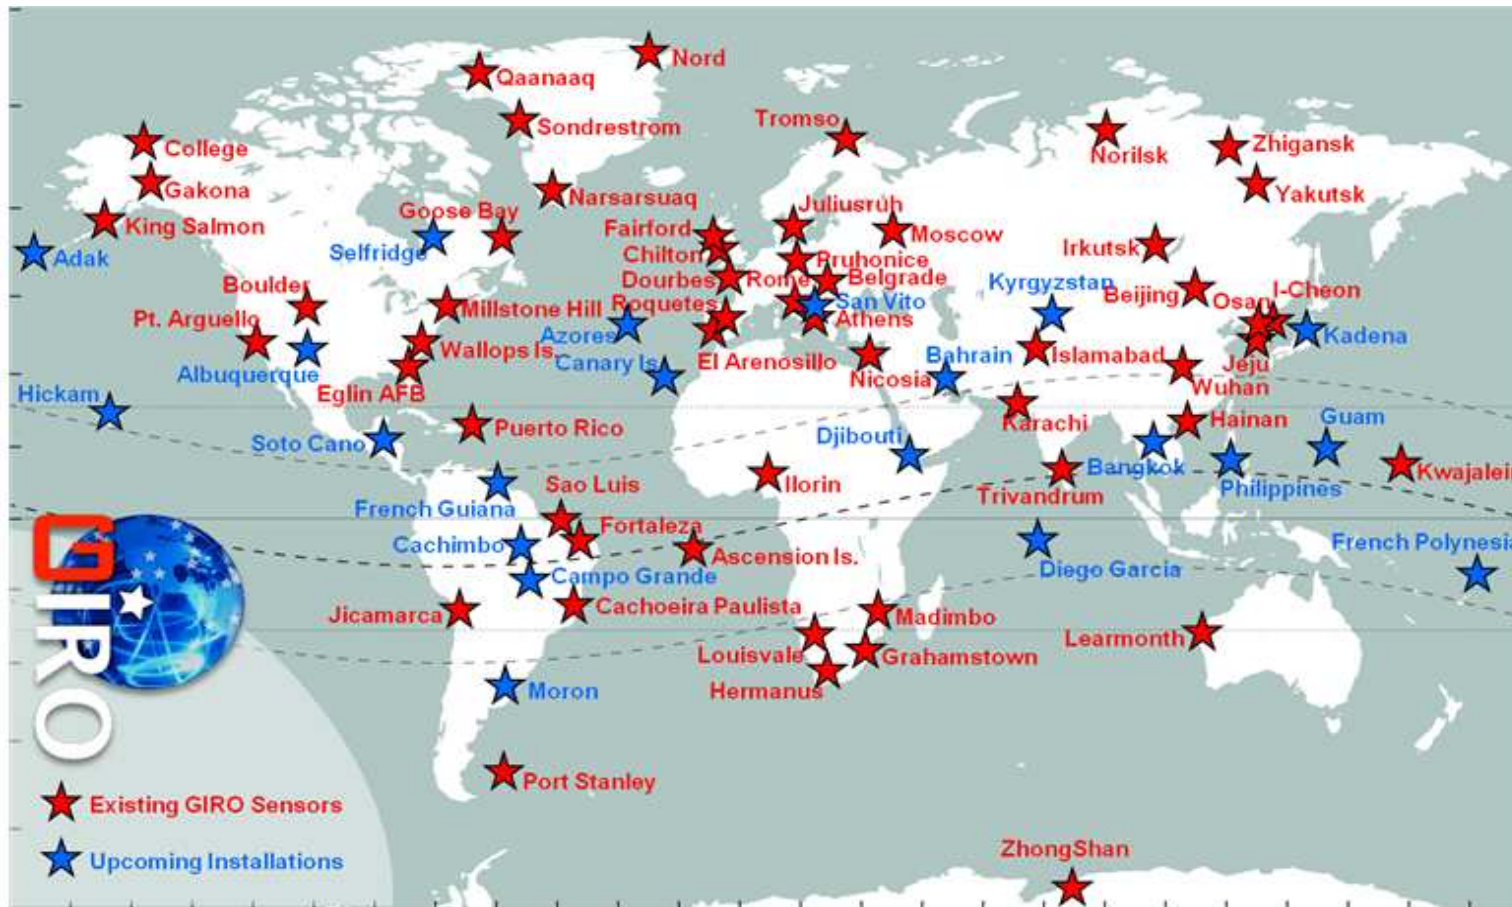 Nord
Qaanaaq
Sondrestrom
Tromso
College
Norilsk
Zhigansk
Gakona
Narsarsuaq
Yakutsk
King Salmon
Goose Bay
Juliusruh
Fairford
Moscow
Adak
Selfridge
Chilton
Pruhonice
Irkutsk
Dourbes
Rome
Belgrade
Kyrgyzstan
Boulder
Beijing
I-Cheon
Osan
Millstone Hill
Roquetes
San Vito
Pt. Arguello
Azores
Athens
Kadena
Wallops Is.
El Arenosillo
Bahrain
Islamabad
Jeju
Albuquerque
Canary Is.
Nicosia
Wuhan
Eglin AFB
Hickam
Puerto Rico
Karachi
Hainan
Guam
Soto Cano
Djibouti
Bangkok
Kwajalein
Sao Luis
Ilorin
Trivandrum
Philippines
French Guiana
Fortaleza
Cachimbo
Ascension Is.
French Polynesia
Campo Grande
Diego Garcia
Jicamarca
Cachoeira Paulista
Madimbo
Learmonth
Louisvale
Grahamstown
Hermanus
Moron
Port Stanley
GIRO
Existing GIRO Sensors
Upcoming Installations
ZhongShan